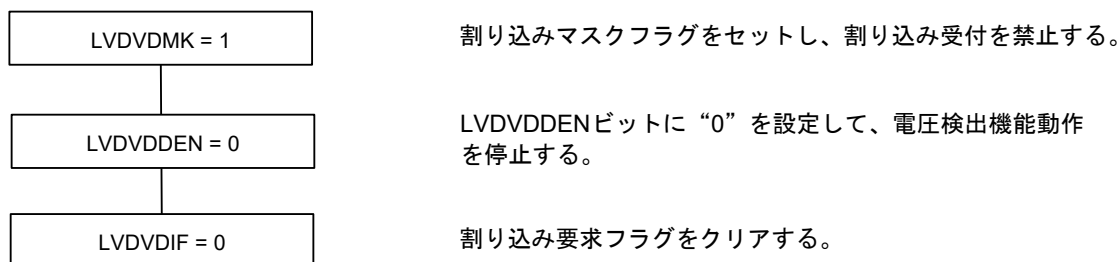 LVDVDMK = 1
割り込みマスクフラグをセットし、割り込み受付を禁止する。
LVDVDDEN = 0
LVDVDDENビットに“0”を設定して、電圧検出機能動作
を停止する。
LVDVDIF = 0
割り込み要求フラグをクリアする。